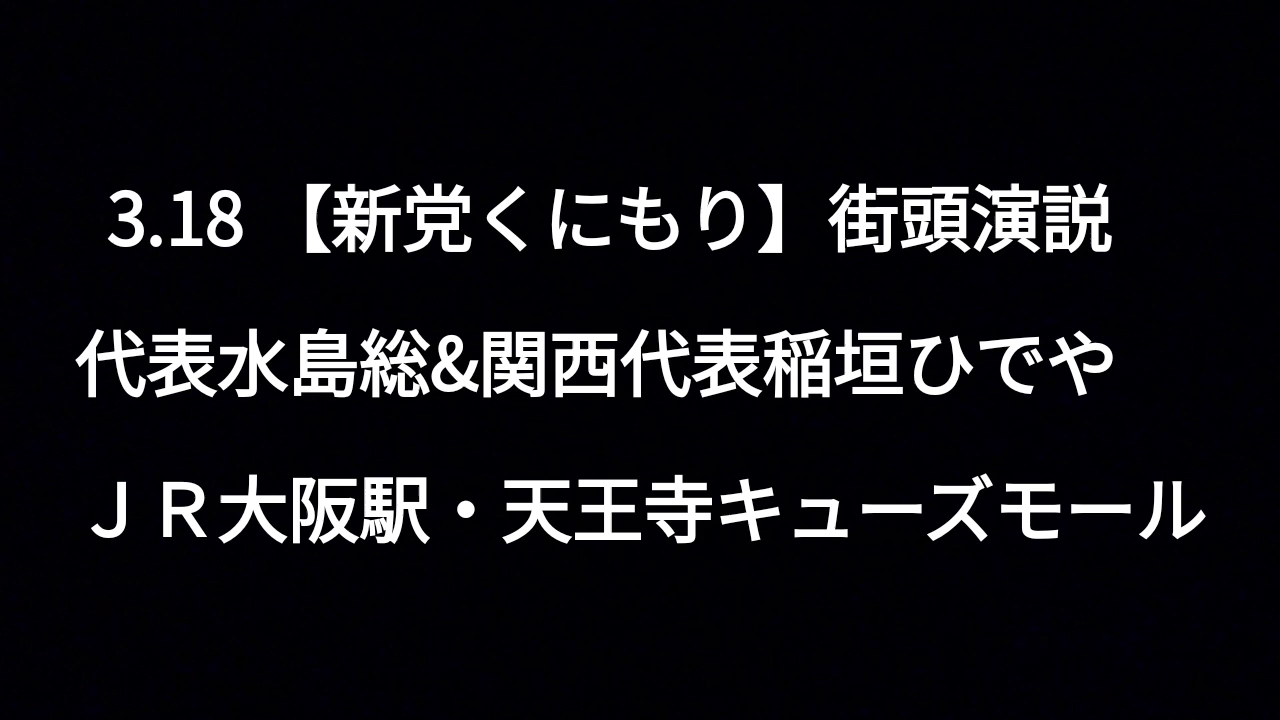 3.18 【新党くにもり】街頭演説
代表水島総&関西代表稲垣ひでや
ＪＲ大阪駅・天王寺キューズモール